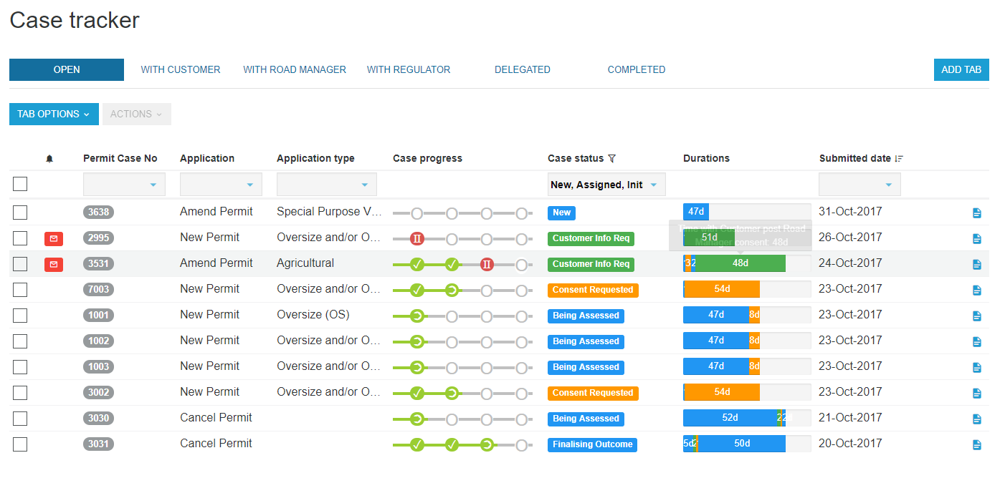 Case tracker
OPEN WITH CUSTOMER WITH ROAD MANAGER WITH REGULATOR DELEGATED COMPLETED ADD TAB
TAB OPTIONS ACTIONS
Permit Case No Application Application type Case progress Case status Durations Submitted date
New, Assigned, Init
3638 Amend Permit Special Purpose V... New 47d 31-Oct-2017
2995 New Permit Oversize and/or O... Customer Info Req 51d 26-Oct-2017
Time with Customer post Road
Manager consent: 48d
3531 Amend Permit Agricultural Customer Info Req 32 48d 24-Oct-2017
7003 New Permit Oversize and/or O... Consent Requested 54d 23-Oct-2017
1001 New Permit Oversize (OS) Being Assessed 47d 8d 23-Oct-2017
1002 New Permit Oversize and/or O... Being Assessed 47d 8d 23-Oct-2017
1003 New Permit Oversize and/or O... Being Assessed 47d 8d 23-Oct-2017
3002 New Permit Oversize and/or O... Consent Requested 54d 23-Oct-2017
3030 Cancel Permit Being Assessed 52d 22 21-Oct-2017
3031 Cancel Permit Finalising Outcome 5d 2 50d 20-Oct-2017